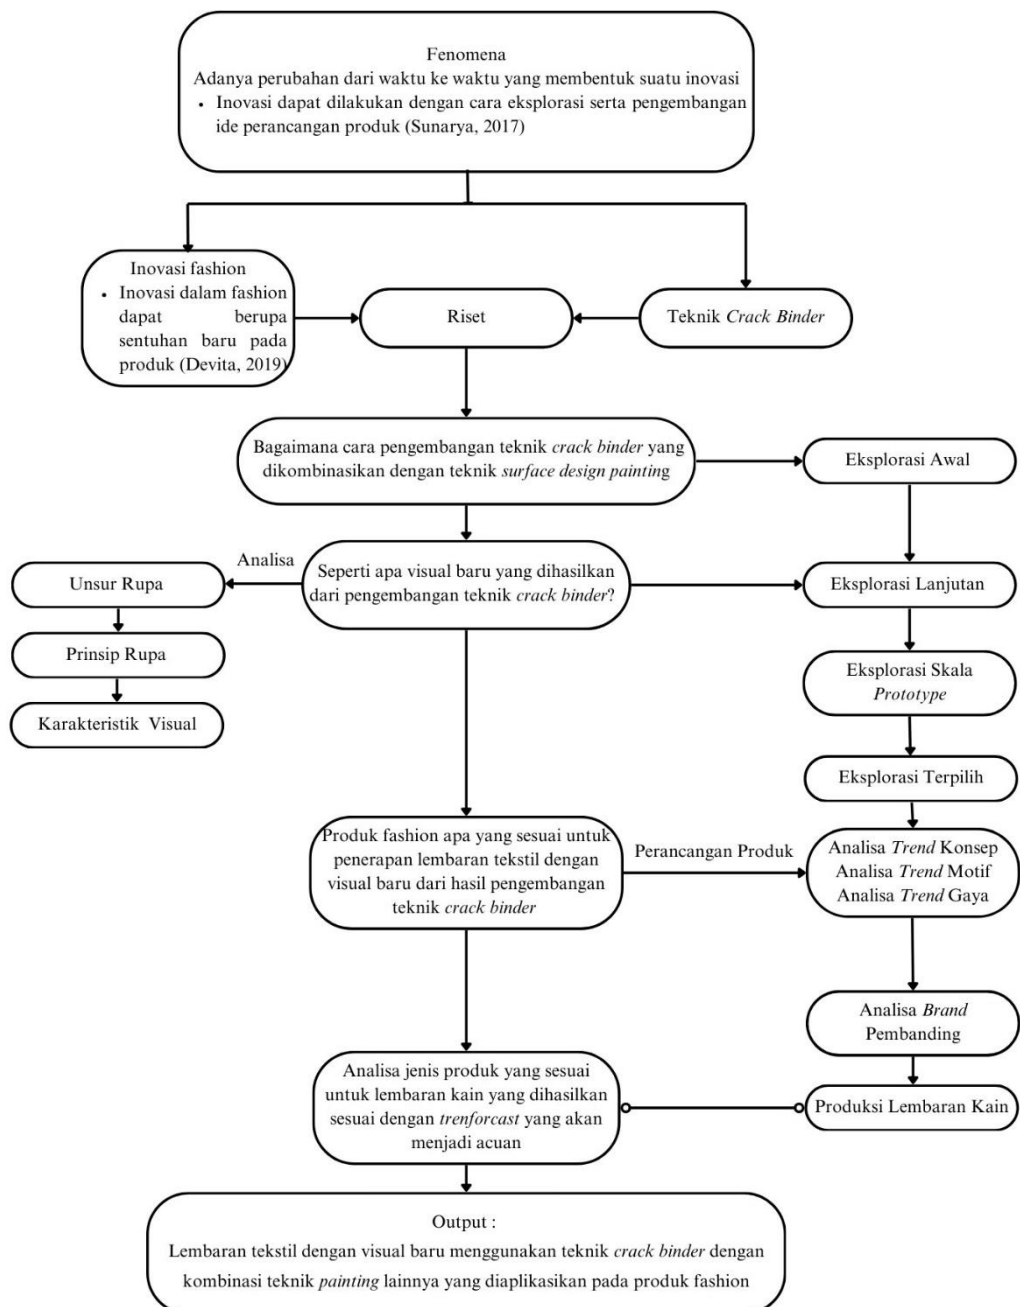 Fenomena
Adanya perubahan dari waktu ke waktu yang membentuk suatu inovasi
• Inovasi dapat dilakukan dengan cara eksplorasi serta pengembangan
ide perancangan produk (Sunarya, 2017)
Inovasi fashion
• Inovasi dalam fashion
dapat berupa
sentuhan baru pada
produk (Devita, 2019)
Riset
Teknik Crack Binder
Bagaimana cara pengembangan teknik crack binder yang
dikombinasikan dengan teknik surface design painting
Eksplorasi Awal
Analisa
Unsur Rupa
Seperti apa visual baru yang dihasilkan
dari pengembangan teknik crack binder?
Eksplorasi Lanjutan
Prinsip Rupa
Karakteristik Visual
Eksplorasi Skala
Prototype
Eksplorasi Terpilih
Produk fashion apa yang sesuai untuk
penerapan lembaran tekstil dengan
visual baru dari hasil pengembangan
teknik crack binder
Perancangan Produk
Analisa Trend Konsep
Analisa Trend Motif
Analisa Trend Gaya
Analisa Brand
Pembanding
Analisa jenis produk yang sesuai
untuk lembaran kain yang dihasilkan
sesuai dengan trenforcast yang akan
menjadi acuan
Produksi Lembaran Kain
Output :
Lembaran tekstil dengan visual baru menggunakan teknik crack binder dengan
kombinasi teknik painting lainnya yang diaplikasikan pada produk fashion